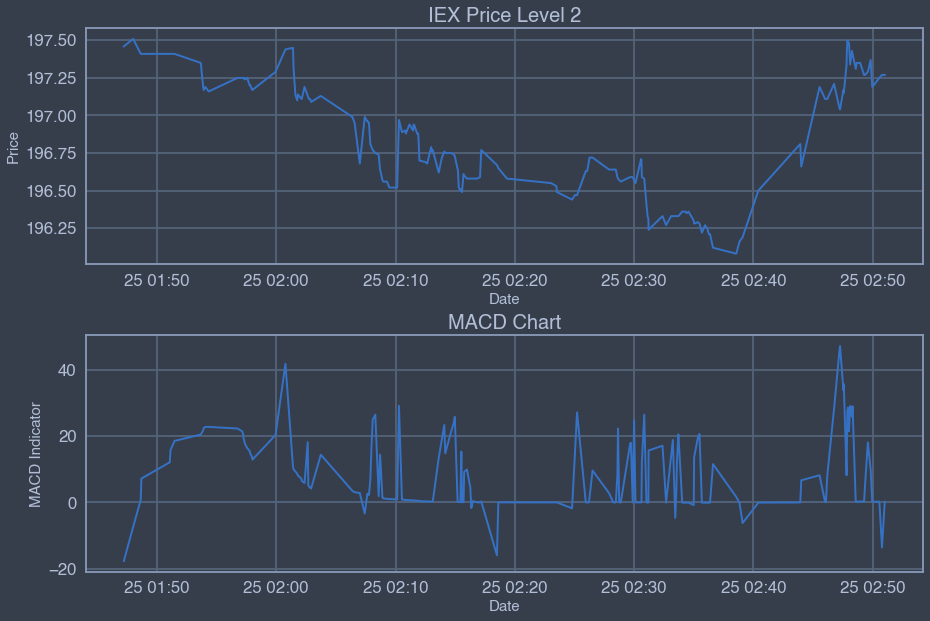 IEX Price Level 2
197.50
197.25
197.00
196.75
196.50
196.25
Price
25 01:50 25 02:00 25 02:10 25 02:20 25 02:30 25 02:40 25 02:50
Date
MACD Chart
40
20
0
−20
MACD Indicator
25 01:50 25 02:00 25 02:10 25 02:20 25 02:30 25 02:40 25 02:50
Date